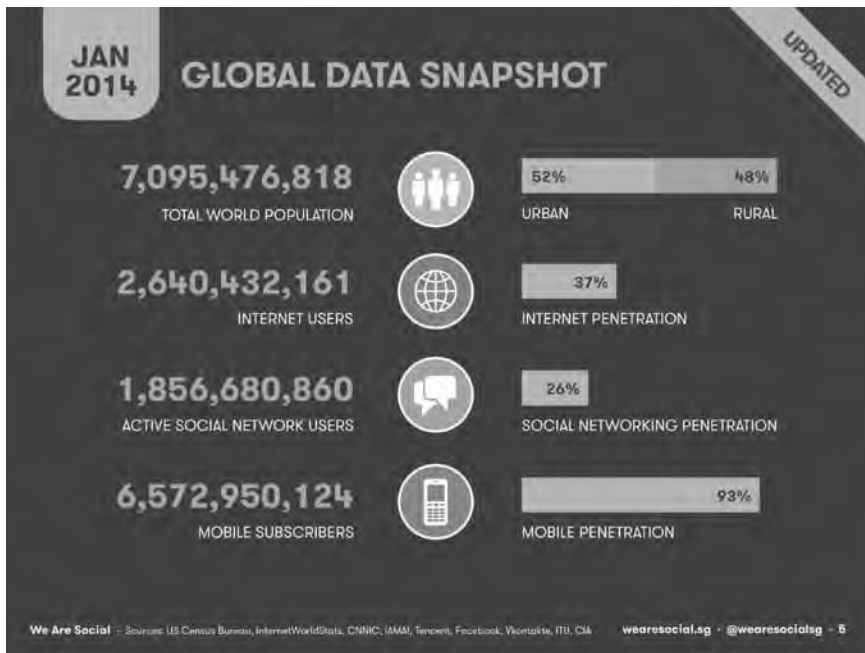 JAN
2014
GLOBAL DATA SNAPSHOT
UPDATED
7,095,476,818
TOTAL WORLD POPULATION
52% 48%
URBAN RURAL
2,640,432,161
INTERNET USERS
37%
INTERNET PENETRATION
1,856,680,860
ACTIVE SOCIAL NETWORK USERS
26%
SOCIAL NETWORKING PENETRATION
6,572,950,124
MOBILE SUBSCRIBERS
93%
MOBILE PENETRATION
We Are Social · Sources: US Census Bureau, InternetWorldStats, CNNIC, IAMAI, Tencent, Facebook, Vkontakte, ITU, CIA wearesocial.sg · @wearesocialsg · 5